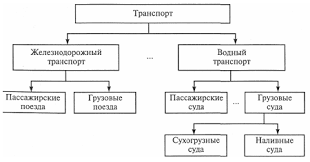 Транспорт
Железнодорожный
транспорт
...
Водный
транспорт
Пассажирские
поезда
Грузовые
поезда
Пассажирские
суда
...
Грузовые
суда
Сухогрузные
суда
Наливные
суда